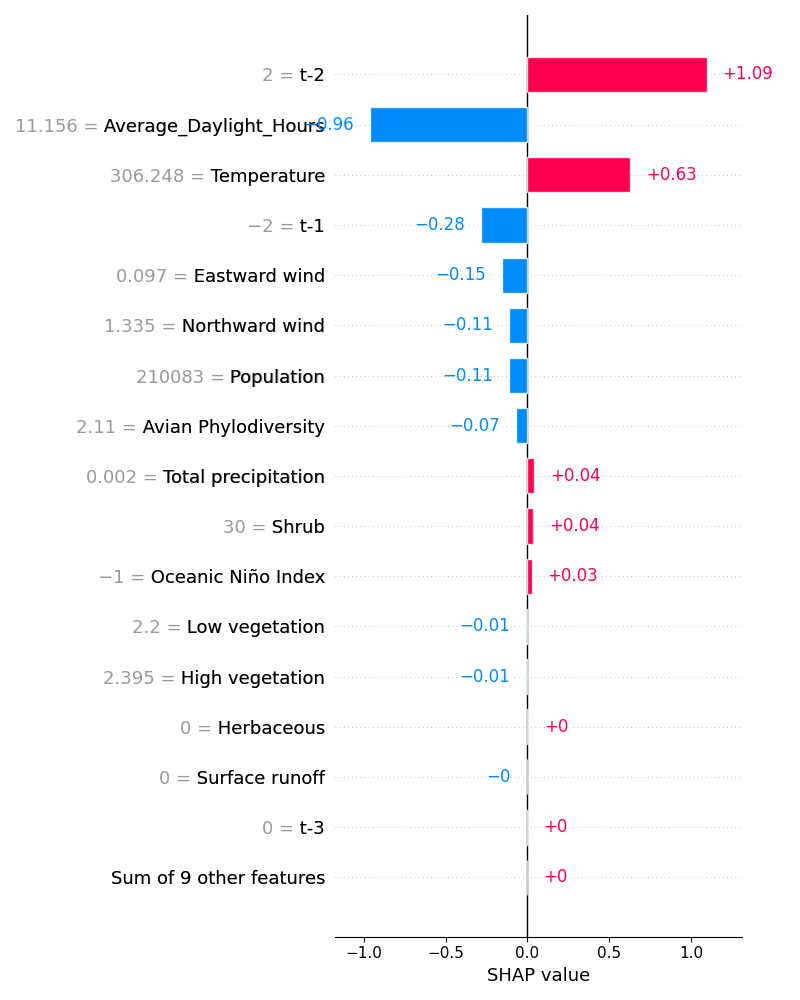 2 = t-2 +1.09
11.156 = Average_Daylight_Hours −0.96
306.248 = Temperature +0.63
−2 = t-1 −0.28
0.097 = Eastward wind −0.15
1.335 = Northward wind −0.11
210083 = Population −0.11
2.11 = Avian Phylodiversity −0.07
0.002 = Total precipitation +0.04
30 = Shrub +0.04
−1 = Oceanic Niño Index +0.03
2.2 = Low vegetation −0.01
2.395 = High vegetation −0.01
0 = Herbaceous +0
0 = Surface runoff −0
0 = t-3 +0
Sum of 9 other features +0
−1.0 −0.5 0.0 0.5 1.0
SHAP value